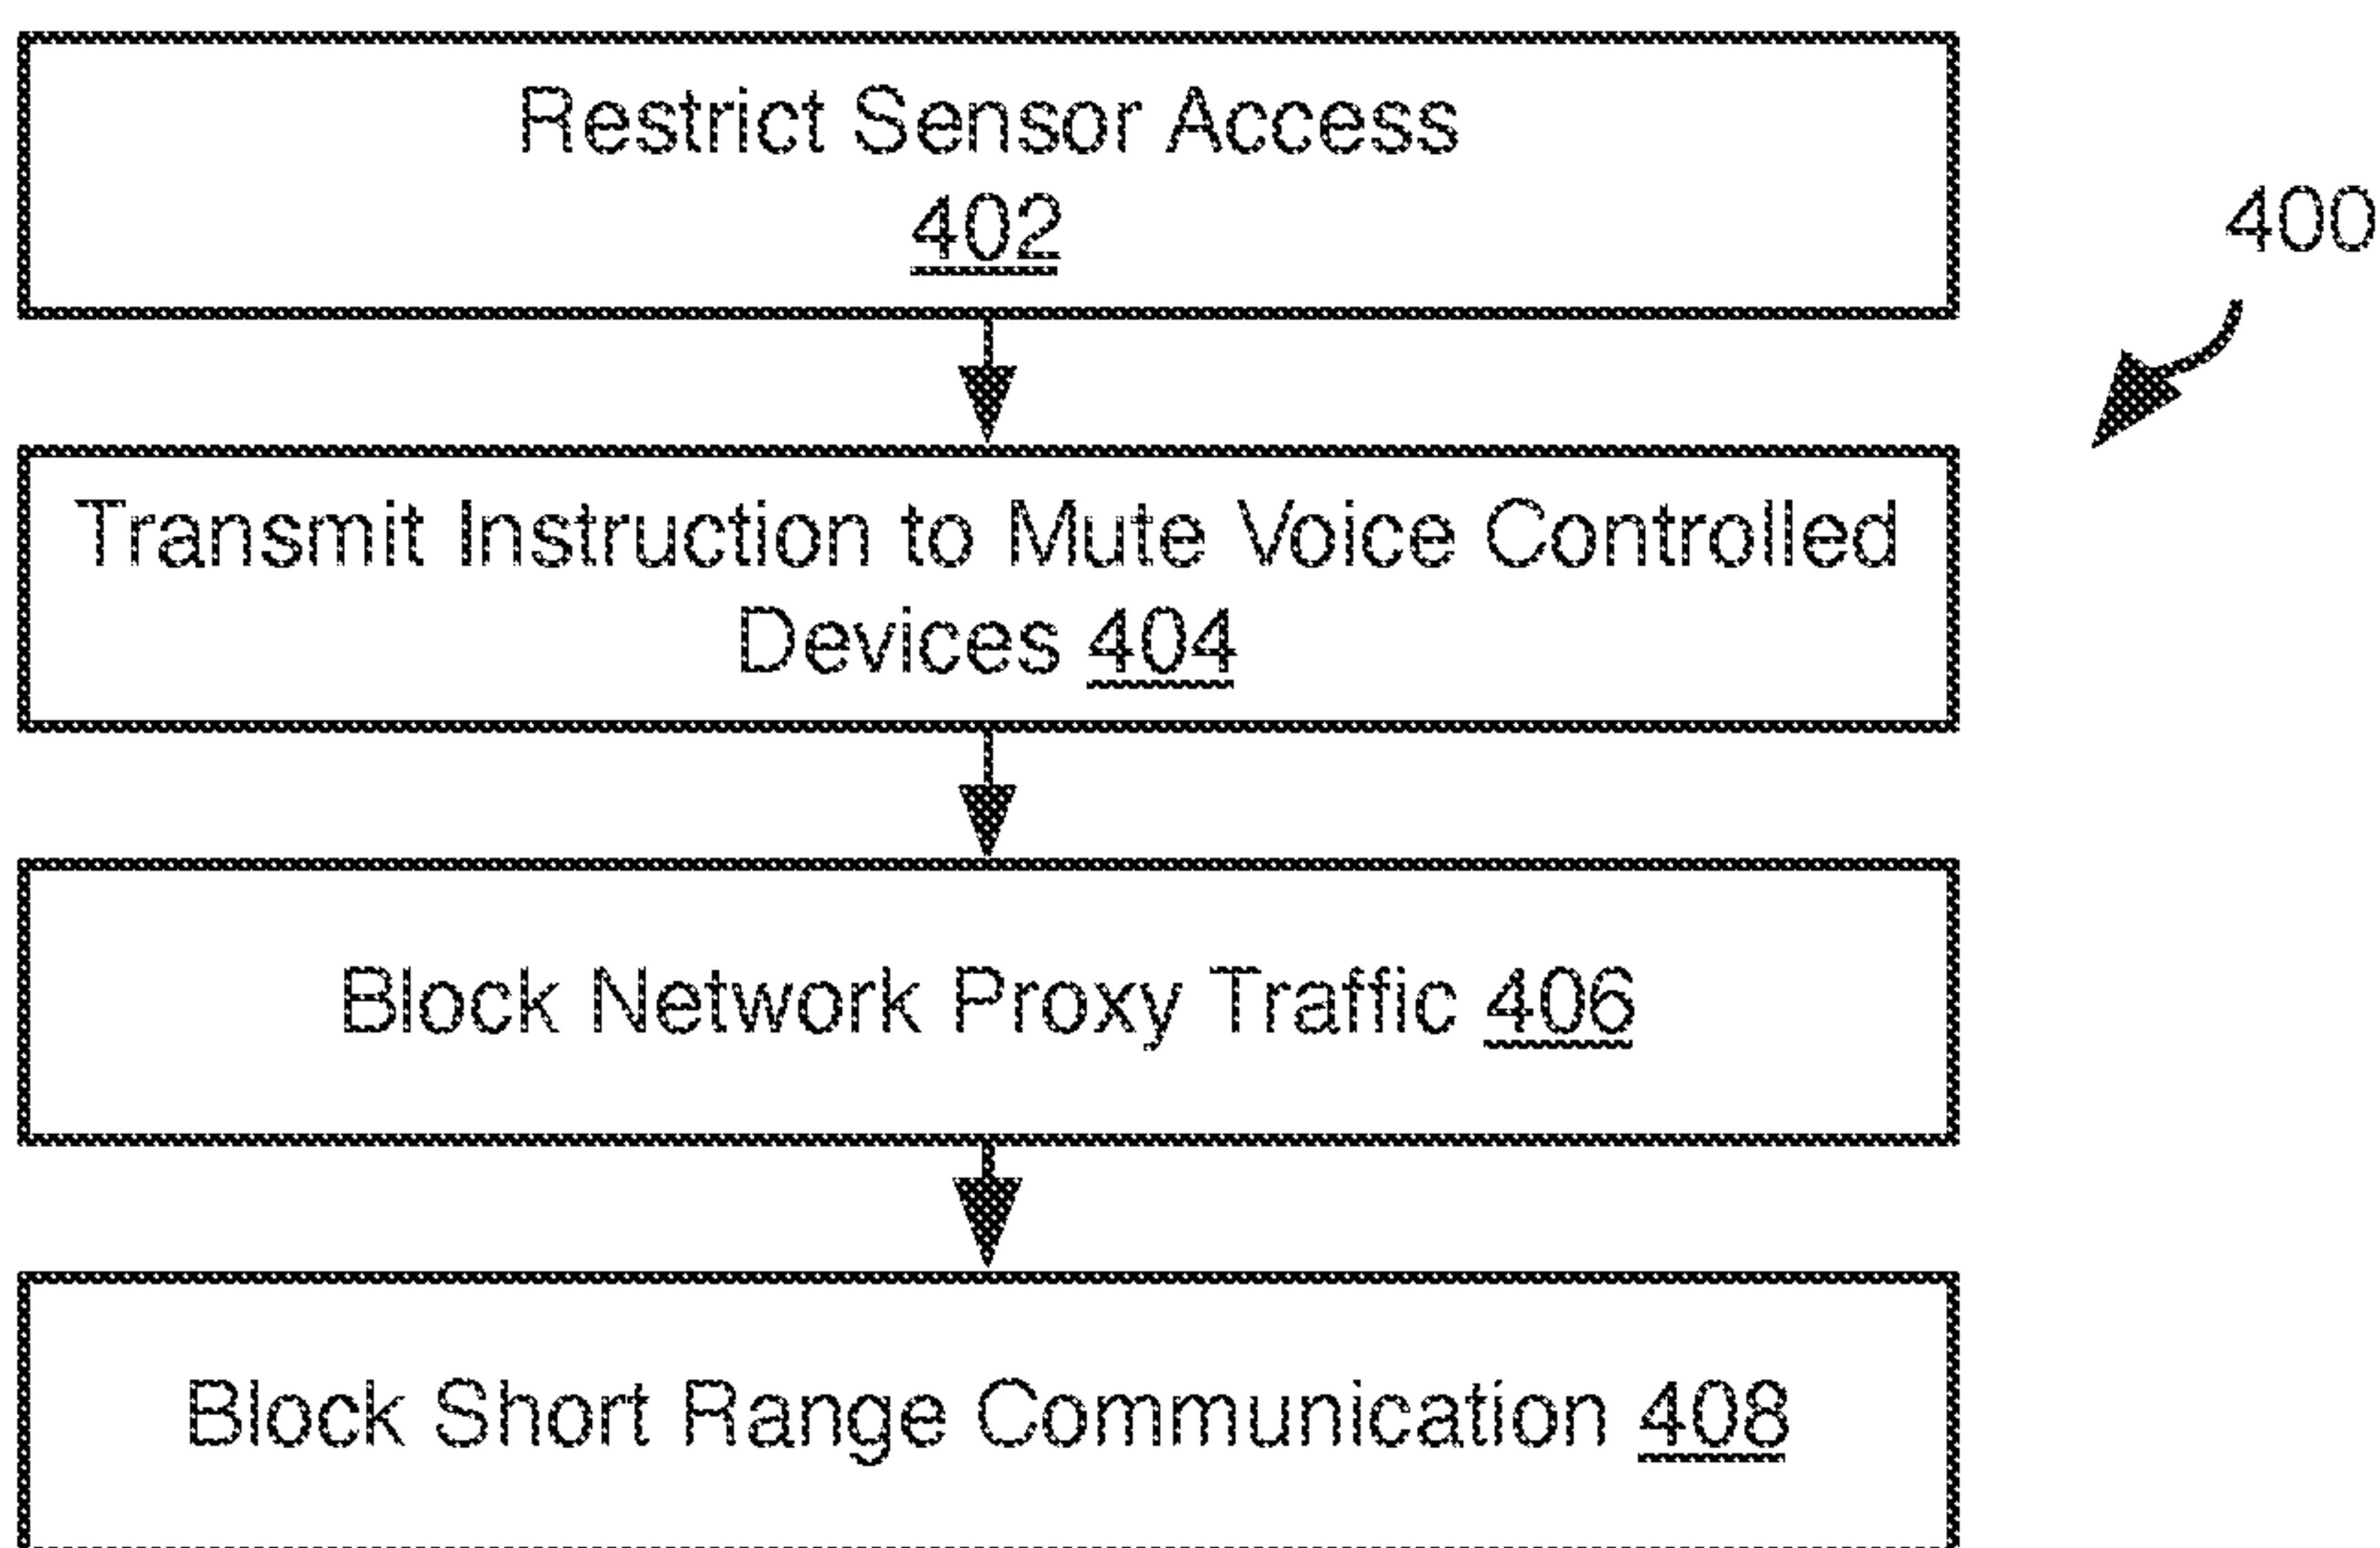 Restrict Sensor Access
402
400
Transmit Instruction to Mute Voice Controlled
Devices 404
Block Network Proxy Traffic 406
Block Short Range Communication 408